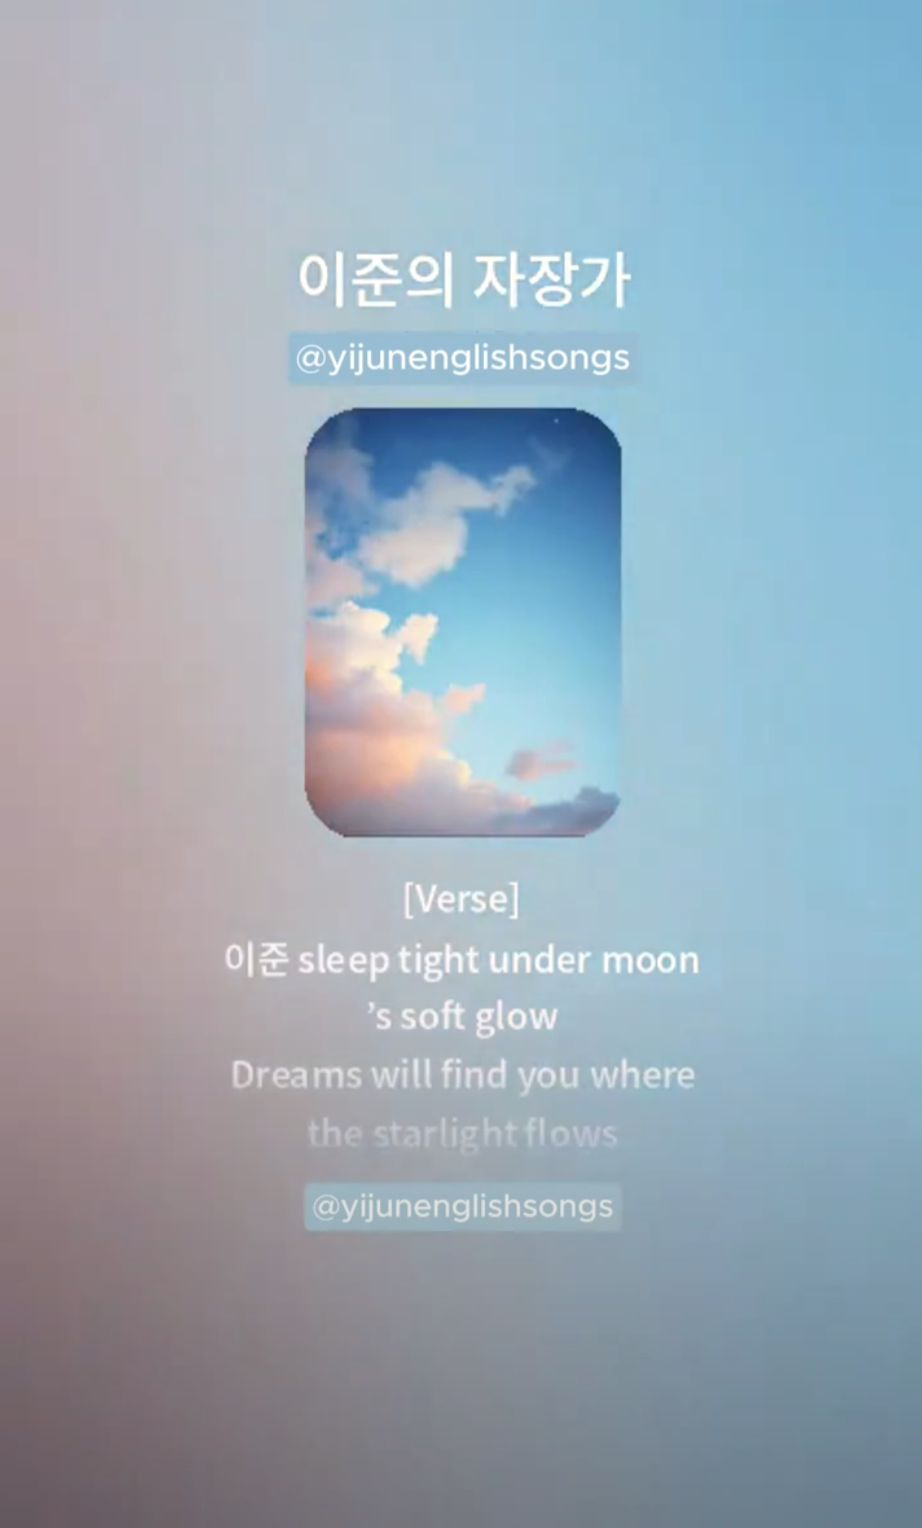 이준의 자장가
@yijunenglishsongs
[Verse]
이준 sleep tight under moon
’s soft glow
Dreams will find you where
the starlight flows
@yijunenglishsongs